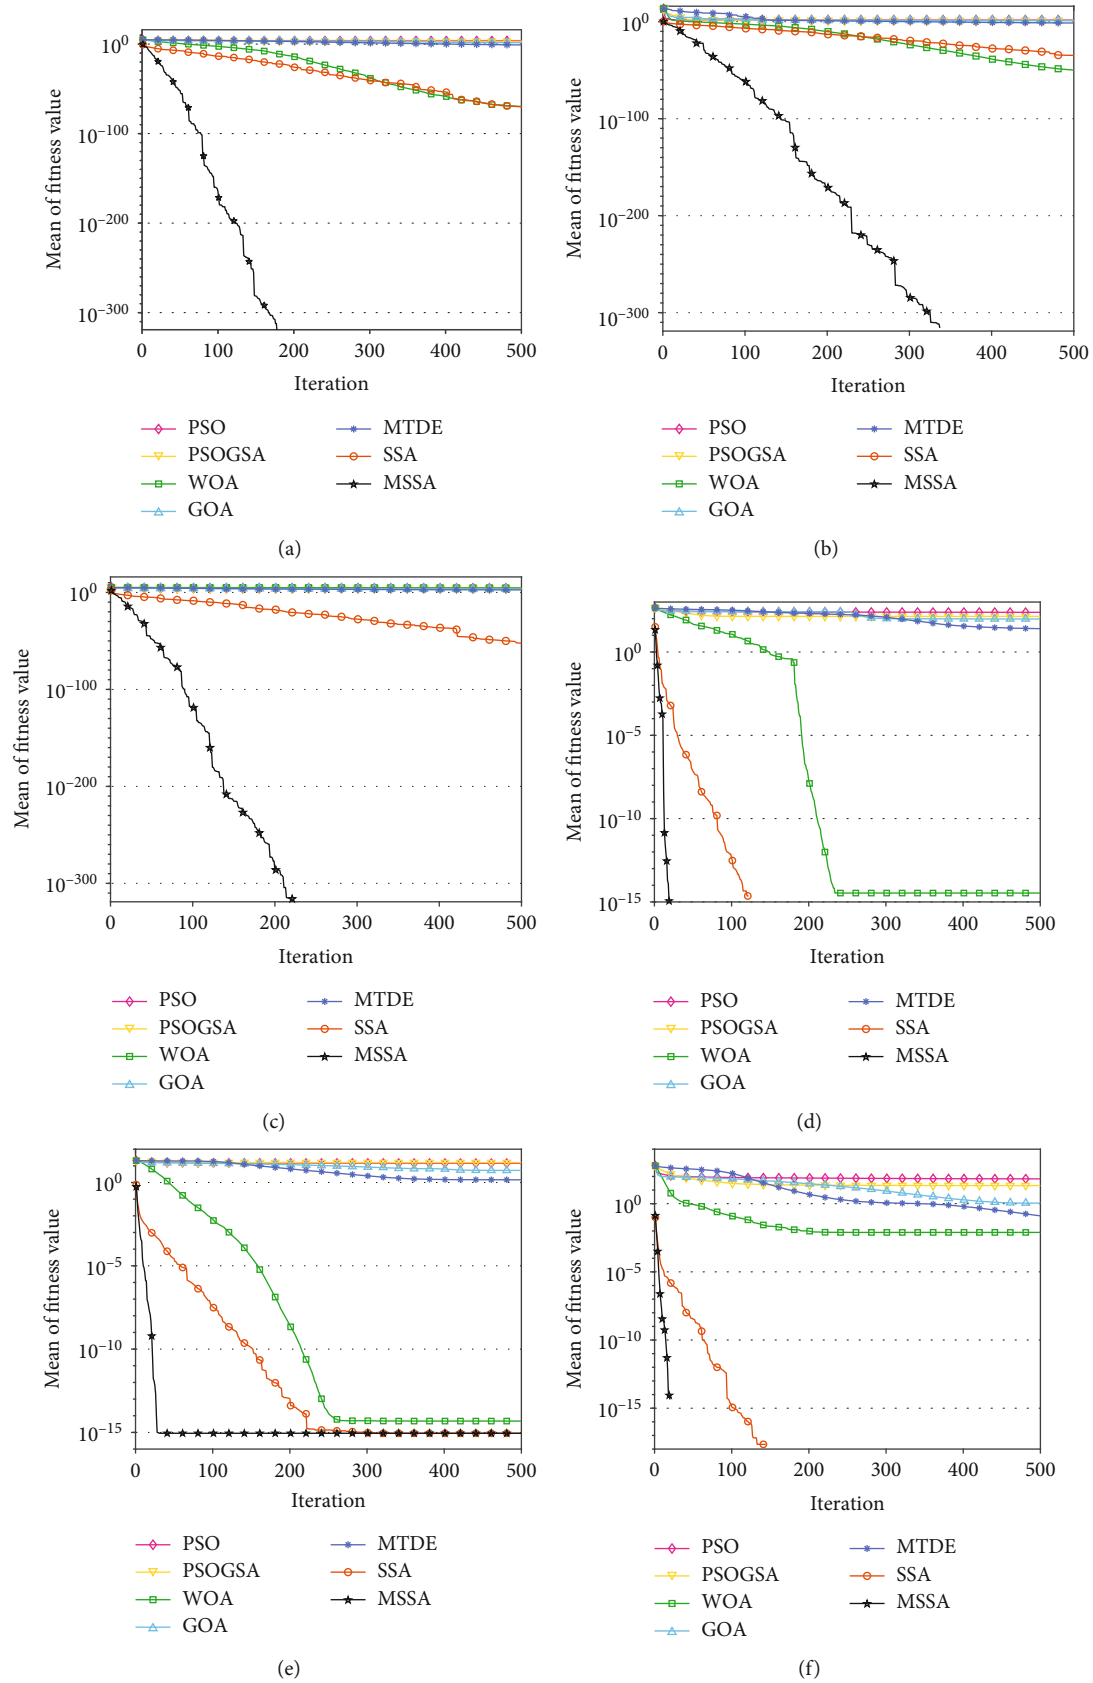 Mean of fitness value
10^0
10^−100
10^−200
10^−300
0 100 200 300 400 500
Iteration
PSO
PSOGSA
WOA
GOA
MTDE
SSA
MSSA
(a)
Mean of fitness value
10^0
10^−100
10^−200
10^−300
0 100 200 300 400 500
Iteration
PSO
PSOGSA
WOA
GOA
MTDE
SSA
MSSA
(b)
Mean of fitness value
10^0
10^−100
10^−200
10^−300
0 100 200 300 400 500
Iteration
PSO
PSOGSA
WOA
GOA
MTDE
SSA
MSSA
(c)
Mean of fitness value
10^0
10^−5
10^−10
10^−15
0 100 200 300 400 500
Iteration
PSO
PSOGSA
WOA
GOA
MTDE
SSA
MSSA
(d)
Mean of fitness value
10^0
10^−5
10^−10
10^−15
0 100 200 300 400 500
Iteration
PSO
PSOGSA
WOA
GOA
MTDE
SSA
MSSA
(e)
Mean of fitness value
10^0
10^−5
10^−10
10^−15
0 100 200 300 400 500
Iteration
PSO
PSOGSA
WOA
GOA
MTDE
SSA
MSSA
(f)